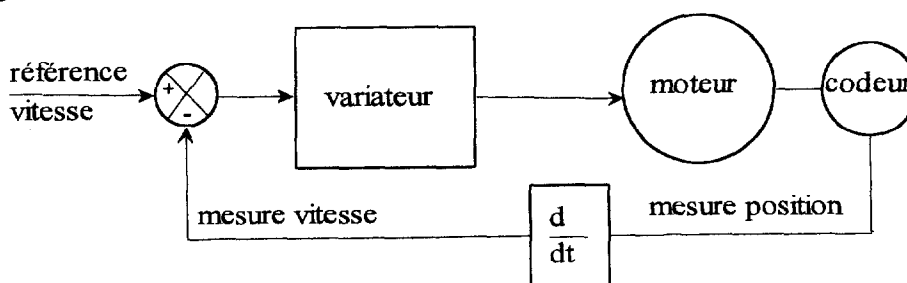 référence
vitesse
+
-
variateur
moteur
codeur
mesure vitesse
d
dt
mesure position